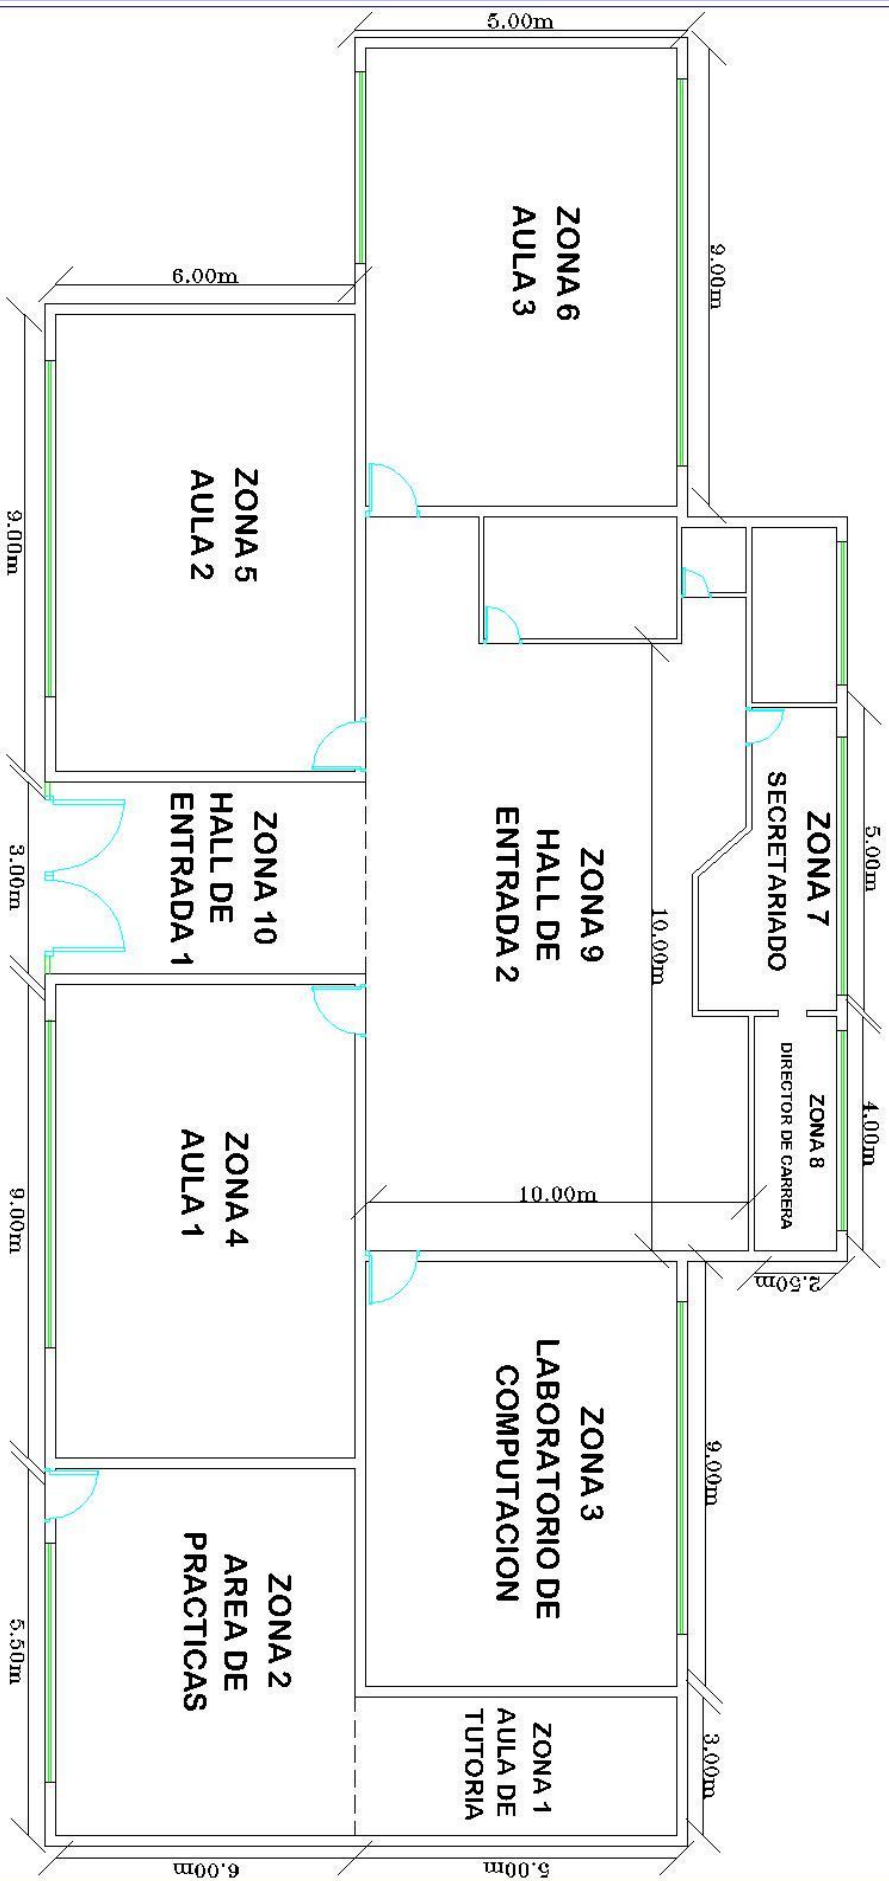 5.00m
9.00m
ZONA 6
AULA 3
6.00m
9.00m
ZONA 5
AULA 2
5.00m
ZONA 7
SECRETARIADO
ZONA 9
HALL DE
ENTRADA 2
10.00m
3.00m
ZONA 10
HALL DE
ENTRADA 1
4.00m
ZONA 8
DIRECTOR DE CARRERA
10.00m
2.50m
9.00m
ZONA 4
AULA 1
9.00m
ZONA 3
LABORATORIO DE
COMPUTACION
5.50m
ZONA 2
AREA DE
PRACTICAS
3.00m
ZONA 1
AULA DE
TUTORIA
6.00m
5.00m